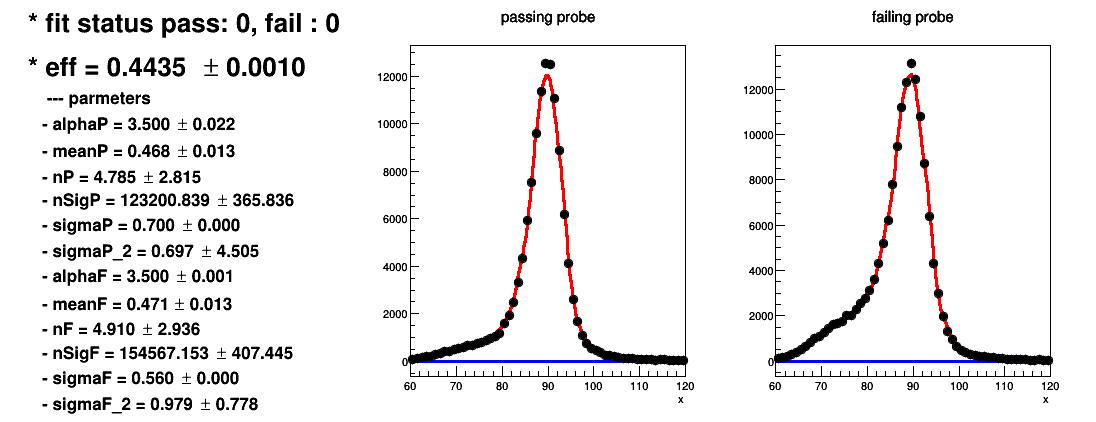 * fit status pass: 0, fail : 0
* eff = 0.4435 ± 0.0010
--- parmeters
- alphaP = 3.500 ± 0.022
- meanP = 0.468 ± 0.013
- nP = 4.785 ± 2.815
- nSigP = 123200.839 ± 365.836
- sigmaP = 0.700 ± 0.000
- sigmaP_2 = 0.697 ± 4.505
- alphaF = 3.500 ± 0.001
- meanF = 0.471 ± 0.013
- nF = 4.910 ± 2.936
- nSigF = 154567.153 ± 407.445
- sigmaF = 0.560 ± 0.000
- sigmaF_2 = 0.979 ± 0.778
passing probe
12000
10000
8000
6000
4000
2000
0
60 70 80 90 100 110 120
x
failing probe
12000
10000
8000
6000
4000
2000
0
60 70 80 90 100 110 120
x